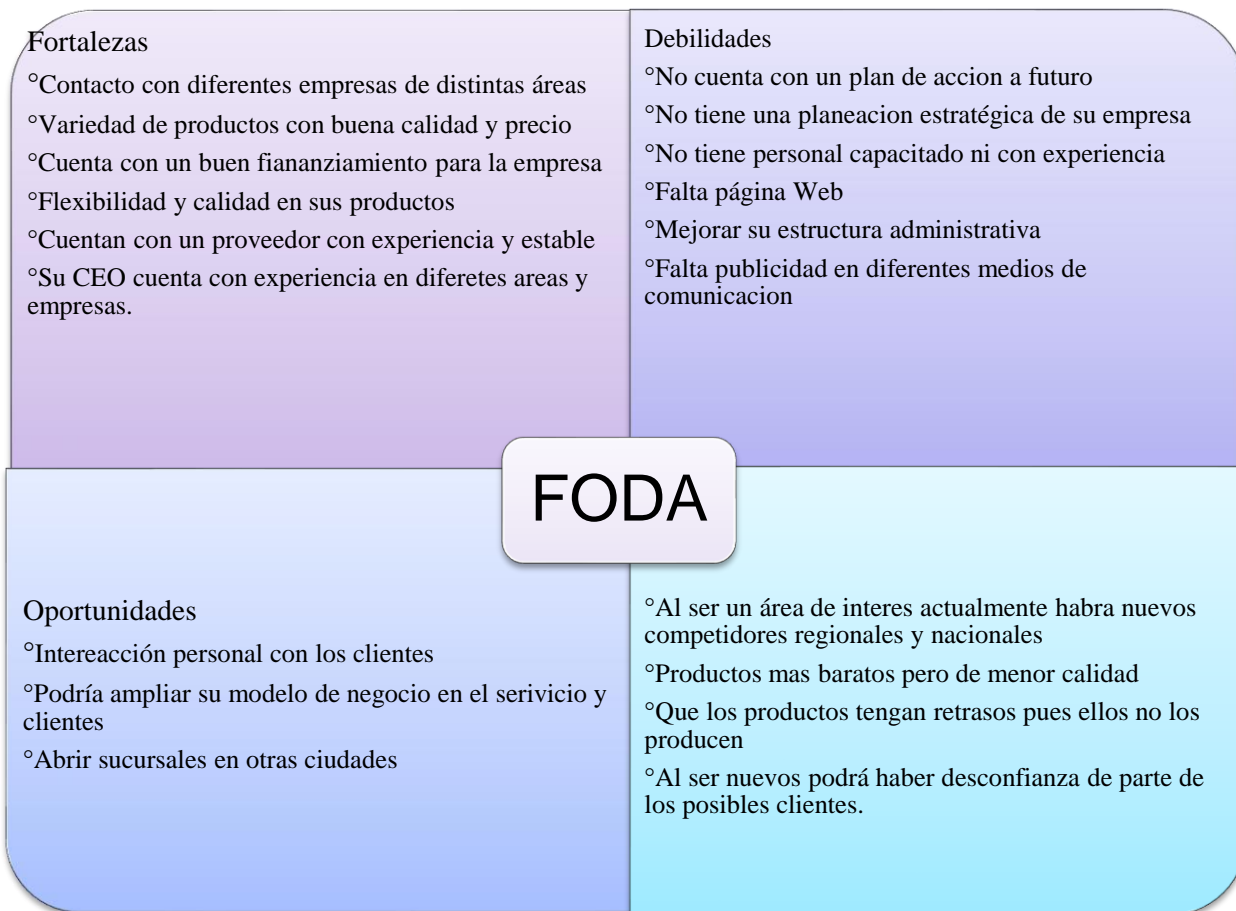 Fortalezas
°Contacto con diferentes empresas de distintas áreas
°Variedad de productos con buena calidad y precio
°Cuenta con un buen fiananziamiento para la empresa
°Flexibilidad y calidad en sus productos
°Cuentan con un proveedor con experiencia y estable
°Su CEO cuenta con experiencia en diferetes areas y
empresas.
Debilidades
°No cuenta con un plan de accion a futuro
°No tiene una planeacion estratégica de su empresa
°No tiene personal capacitado ni con experiencia
°Falta página Web
°Mejorar su estructura administrativa
°Falta publicidad en diferentes medios de
comunicacion
FODA
Oportunidades
°Intereacción personal con los clientes
°Podría ampliar su modelo de negocio en el serivicio y
clientes
°Abrir sucursales en otras ciudades
°Al ser un área de interes actualmente habra nuevos
competidores regionales y nacionales
°Productos mas baratos pero de menor calidad
°Que los productos tengan retrasos pues ellos no los
producen
°Al ser nuevos podrá haber desconfianza de parte de
los posibles clientes.